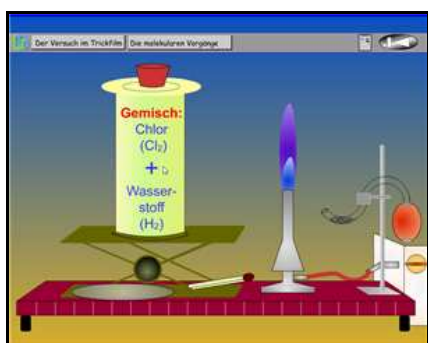 Der Versuch im Trickfilm
Die molekularen Vorgänge
Gemisch:
Chlor
(Cl₂)
+
Wasser-
stoff
(H₂)